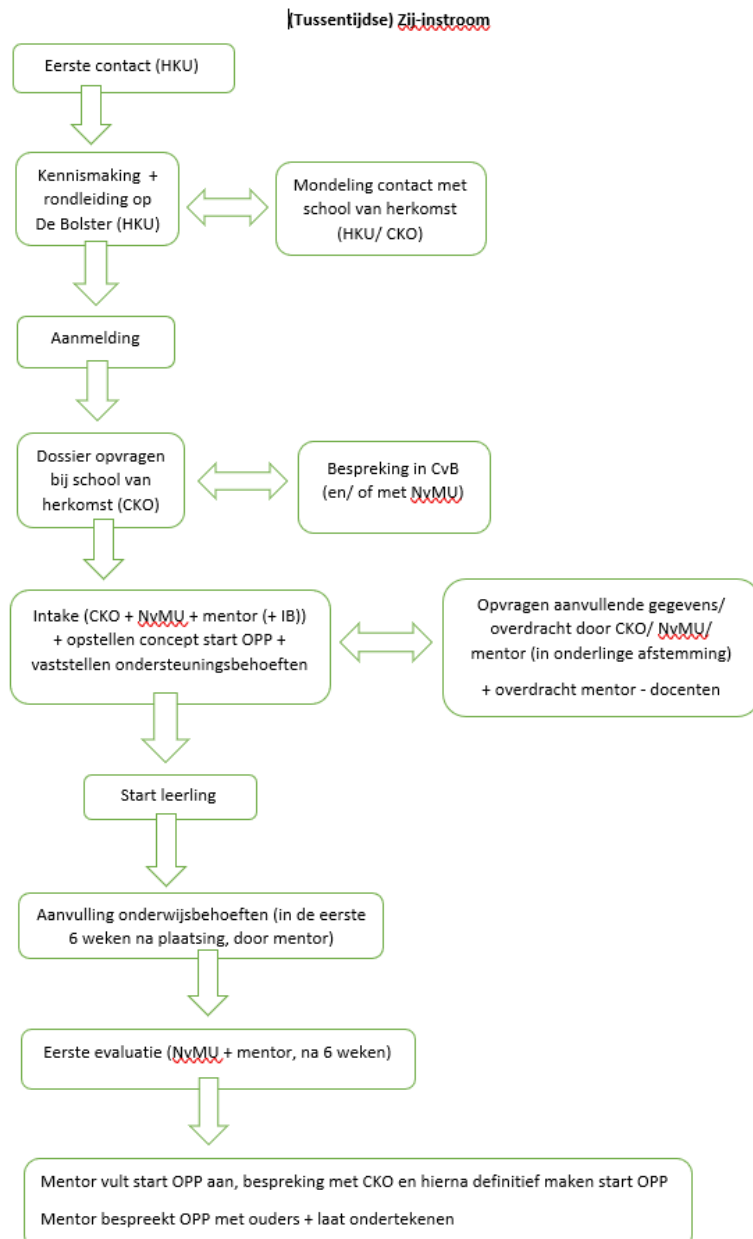 (Tussentijdse) Zij-instroom
Eerste contact (HKU)
Kennismaking +
rondleiding op
De Bolster (HKU)
Mondeling contact met
school van herkomst
(HKU/ CKO)
Aanmelding
Dossier opvragen
bij school van
herkomst (CKO)
Bespreking in CvB
(en/ of met NvMU)
Intake (CKO + NvMU + mentor (+ IB))
+ opstellen concept start OPP +
vaststellen ondersteuningsbehoeften
Opvragen aanvullende gegevens/
overdracht door CKO/ NvMU/
mentor (in onderlinge afstemming)
+ overdracht mentor - docenten
Start leerling
Aanvulling onderwijsbehoeften (in de eerste
6 weken na plaatsing, door mentor)
Eerste evaluatie (NvMU + mentor, na 6 weken)
Mentor vult start OPP aan, bespreking met CKO en hierna definitief maken start OPP
Mentor bespreekt OPP met ouders + laat ondertekenen